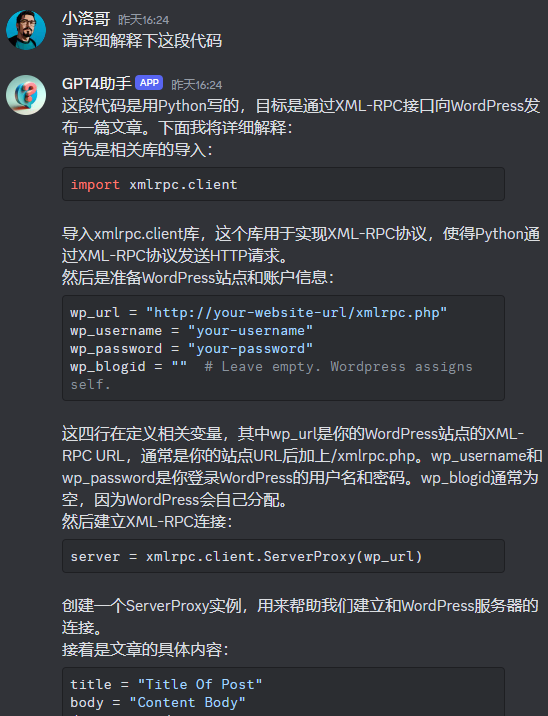 小洛哥 昨天16:24
请详细解释下这段代码
GPT4助手 APP 昨天16:24
这段代码是用Python写的，目标是通过XML-RPC接口向WordPress发
布一篇文章。下面我将详细解释：
首先是相关库的导入：
import xmlrpc.client
导入xmlrpc.client库，这个库用于实现XML-RPC协议，使得Python通
过XML-RPC协议发送HTTP请求。
然后是准备WordPress站点和账户信息：
wp_url = "http://your-website-url/xmlrpc.php"
wp_username = "your-username"
wp_password = "your-password"
wp_blogid = ""  # Leave empty. Wordpress assigns
self.
这四行在定义相关变量，其中wp_url是你的WordPress站点的XML-
RPC URL，通常是你的站点URL后加上/xmlrpc.php。wp_username和
wp_password是你登录WordPress的用户名和密码。wp_blogid通常为
空，因为WordPress会自己分配。
然后建立XML-RPC连接：
server = xmlrpc.client.ServerProxy(wp_url)
创建一个ServerProxy实例，用来帮助我们建立和WordPress服务器的
连接。
接着是文章的具体内容：
title = "Title Of Post"
body = "Content Body"